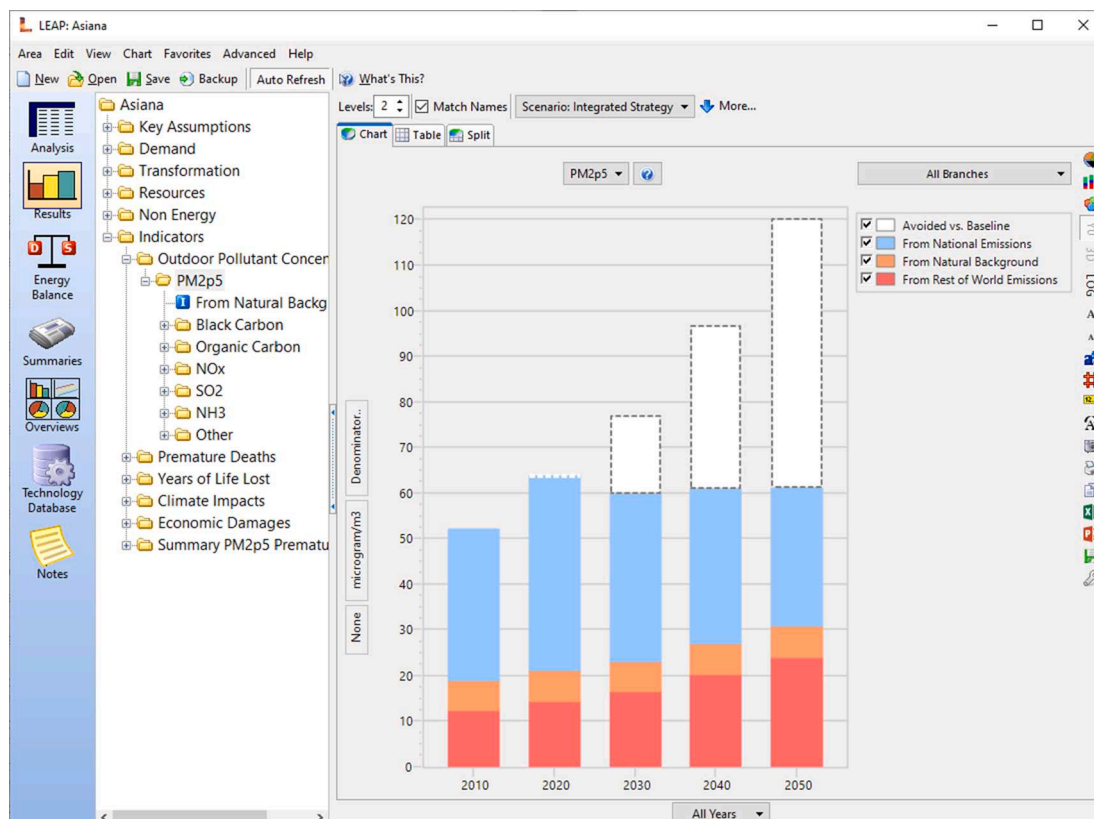 LEAP: Asiana
Area Edit View Chart Favorites Advanced Help
New Open Save Backup Auto Refresh What's This?
Analysis
Results
Energy
Balance
Summaries
Overviews
Technology
Database
Notes
Asiana
Key Assumptions
Demand
Transformation
Resources
Non Energy
Indicators
Outdoor Pollutant Concen
PM2p5
From Natural Backg
Black Carbon
Organic Carbon
NOx
SO2
NH3
Other
Premature Deaths
Years of Life Lost
Climate Impacts
Economic Damages
Summary PM2p5 Prematu
Levels: 2 Match Names Scenario: Integrated Strategy More...
Chart Table Split
PM2p5
All Branches
Avoided vs. Baseline
From National Emissions
From Natural Background
From Rest of World Emissions
Denominator..
microgram/m3
None
120
110
100
90
80
70
60
50
40
30
20
10
0
2010 2020 2030 2040 2050
All Years
LOG